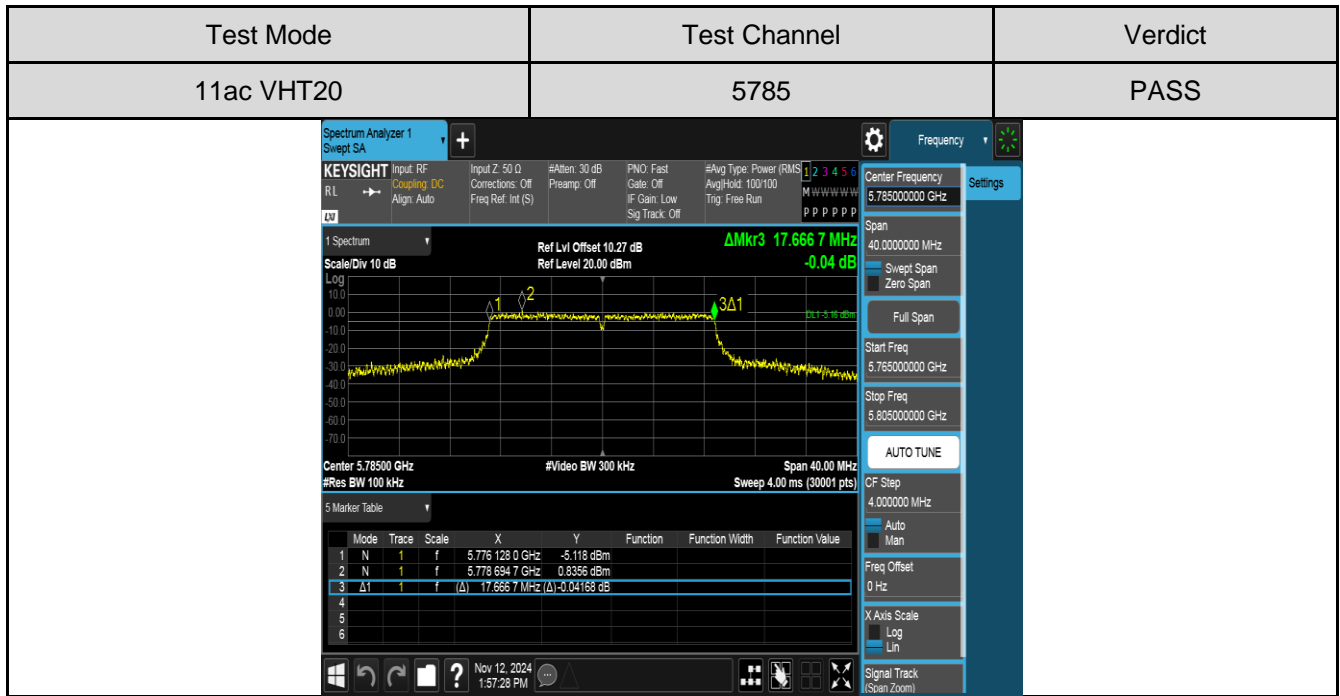 Test Mode Test Channel Verdict
11ac VHT20 5785 PASS
Spectrum Analyzer 1
Swept SA
+
Frequency
KEYSIGHT
RL
LXI
Input: RF
Coupling: DC
Align: Auto
Input Z: 50 Ω
Corrections: Off
Freq Ref: Int (S)
#Atten: 30 dB
Preamp: Off
PNO: Fast
Gate: Off
IF Gain: Low
Sig Track: Off
#Avg Type: Power (RMS
Avg|Hold: 100/100
Trig: Free Run
1 2 3 4 5 6
M W W W W W
P P P P P P
1 Spectrum
Scale/Div 10 dB
Ref Lvl Offset 10.27 dB
Ref Level 20.00 dBm
ΔMkr3 17.666 7 MHz
-0.04 dB
Log
10.0
0.00
-10.0
-20.0
-30.0
-40.0
-50.0
-60.0
-70.0
1
2
3Δ1
DL1 -5.16 dBm
Center 5.78500 GHz
#Video BW 300 kHz
Span 40.00 MHz
#Res BW 100 kHz
Sweep 4.00 ms (30001 pts)
5 Marker Table
Mode Trace Scale X Y Function Function Width Function Value
1 N 1 f 5.776 128 0 GHz -5.118 dBm
2 N 1 f 5.778 694 7 GHz 0.8356 dBm
3 Δ1 1 f (Δ) 17.666 7 MHz (Δ) -0.04168 dB
4
5
6
?
Nov 12, 2024
1:57:28 PM
Center Frequency
5.785000000 GHz
Settings
Span
40.0000000 MHz
Swept Span
Zero Span
Full Span
Start Freq
5.765000000 GHz
Stop Freq
5.805000000 GHz
AUTO TUNE
CF Step
4.000000 MHz
Auto
Man
Freq Offset
0 Hz
X Axis Scale
Log
Lin
Signal Track
(Span Zoom)